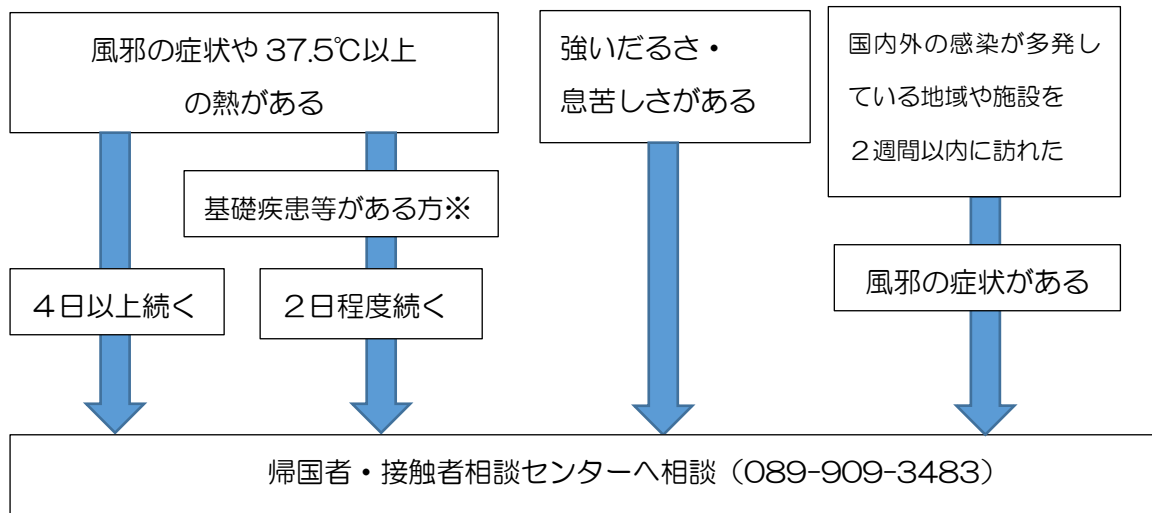 風邪の症状や 37.5℃以上
の熱がある
強いだるさ・
息苦しさがある
国内外の感染が多発し
ている地域や施設を
２週間以内に訪れた
基礎疾患等がある方※
４日以上続く
２日程度続く
風邪の症状がある
帰国者・接触者相談センターへ相談（089-909-3483）